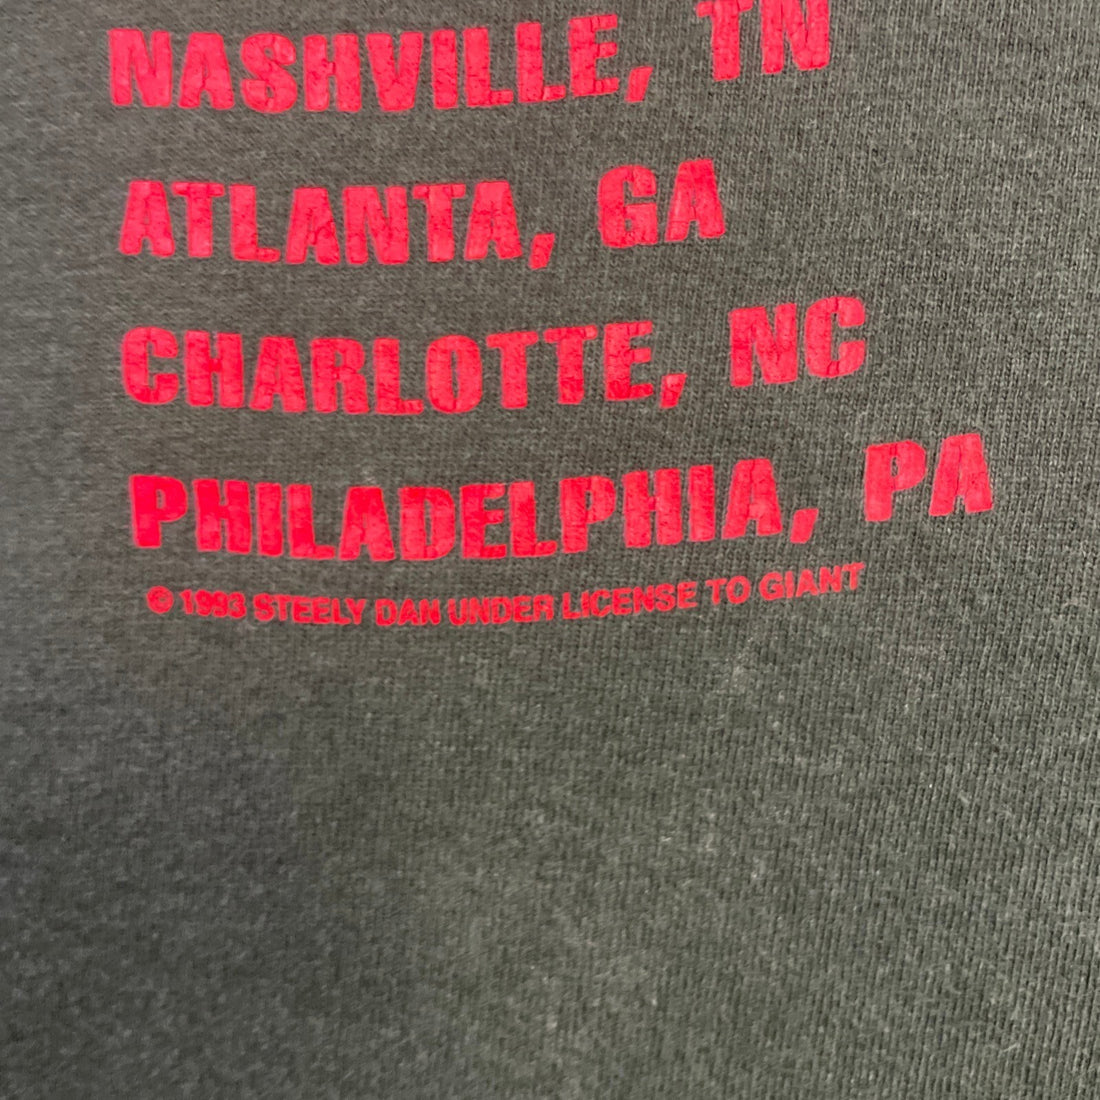 NASHVILLE, TN
ATLANTA, GA
CHARLOTTE, NC
PHILADELPHIA, PA
© 1993 STEELY DAN UNDER LICENSE TO GIANT